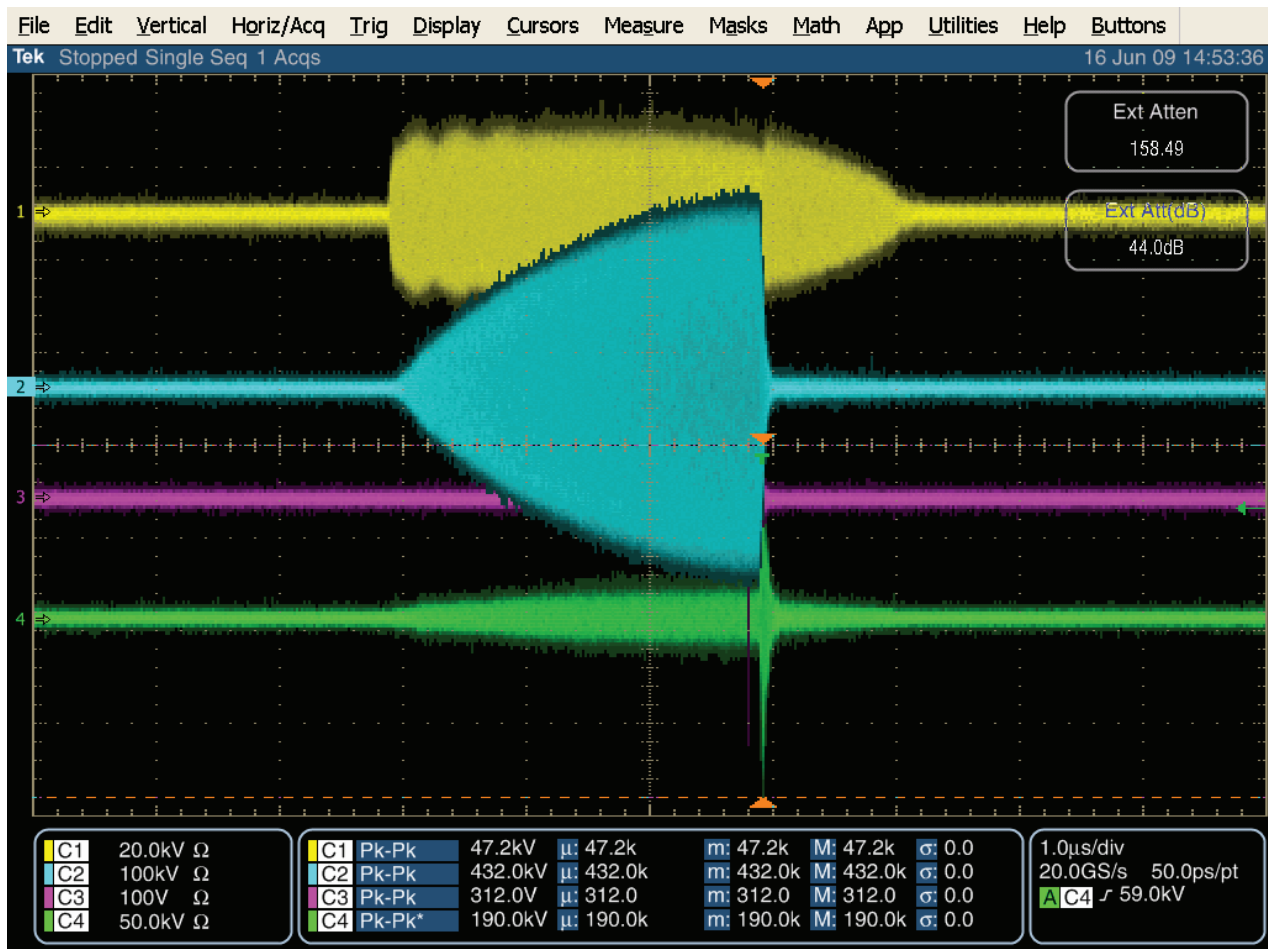 File Edit Vertical Horiz/Acq Trig Display Cursors Measure Masks Math App Utilities Help Buttons
Tek Stopped Single Seq 1 Acqs 16 Jun 09 14:53:36
Ext Atten
158.49
1
Ext Att(dB)
44.0dB
2
3
4
C1 20.0kV Ω C1 Pk-Pk 47.2kV µ: 47.2k m: 47.2k M: 47.2k σ: 0.0 1.0µs/div
C2 100kV Ω C2 Pk-Pk 432.0kV µ: 432.0k m: 432.0k M: 432.0k σ: 0.0 20.0GS/s 50.0ps/pt
C3 100V Ω C3 Pk-Pk 312.0V µ: 312.0 m: 312.0 M: 312.0 σ: 0.0 A C4 59.0kV
C4 50.0kV Ω C4 Pk-Pk* 190.0kV µ: 190.0k m: 190.0k M: 190.0k σ: 0.0